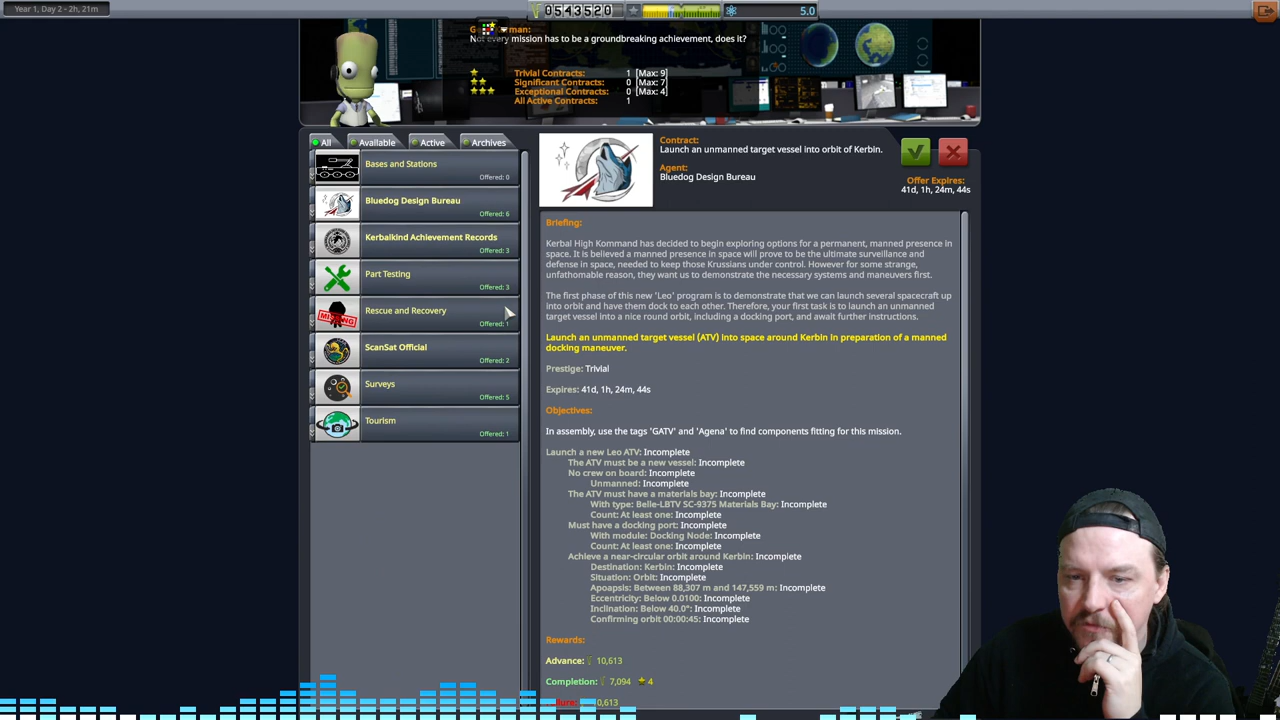 Year 1, Day 2 - 2h, 21m
0543520
5.0
Not every mission has to be a groundbreaking achievement, does it?
Trivial Contracts: 1 [Max: 9]
Significant Contracts: 0 [Max: 7]
Exceptional Contracts: 0 [Max: 4]
All Active Contracts: 1
All
Available
Active
Archives
Bases and Stations
Offered: 0
Bluedog Design Bureau
Offered: 6
Kerbalkind Achievement Records
Offered: 3
Part Testing
Offered: 3
MISSING
Rescue and Recovery
Offered: 1
ScanSat Official
Offered: 2
Surveys
Offered: 5
Tourism
Offered: 1
Contract:
Launch an unmanned target vessel into orbit of Kerbin.
Agent:
Bluedog Design Bureau
Offer Expires:
41d, 1h, 24m, 44s
Briefing:
Kerbal High Kommand has decided to begin exploring options for a permanent, manned presence in
space. It is believed a manned presence in space will prove to be the ultimate surveillance and
defense in space, needed to keep those Krussians under control. However for some strange,
unfathomable reason, they want us to demonstrate the necessary systems and maneuvers first.
The first phase of this new 'Leo' program is to demonstrate that we can launch several spacecraft up
into orbit and have them dock to each other. Therefore, your first task is to launch an unmanned
target vessel into a nice round orbit, including a docking port, and await further instructions.
Launch an unmanned target vessel (ATV) into space around Kerbin in preparation of a manned
docking maneuver.
Prestige: Trivial
Expires: 41d, 1h, 24m, 44s
Objectives:
In assembly, use the tags 'GATV' and 'Agena' to find components fitting for this mission.
Launch a new Leo ATV: Incomplete
The ATV must be a new vessel: Incomplete
No crew on board: Incomplete
Unmanned: Incomplete
The ATV must have a materials bay: Incomplete
With type: Belle-LBTV SC-9375 Materials Bay: Incomplete
Count: At least one: Incomplete
Must have a docking port: Incomplete
With module: Docking Node: Incomplete
Count: At least one: Incomplete
Achieve a near-circular orbit around Kerbin: Incomplete
Destination: Kerbin: Incomplete
Situation: Orbit: Incomplete
Apoapsis: Between 88,307 m and 147,559 m: Incomplete
Eccentricity: Below 0.0100: Incomplete
Inclination: Below 40.0°: Incomplete
Confirming orbit 00:00:45: Incomplete
Rewards:
Advance: 10,613
Completion: 7,094 4